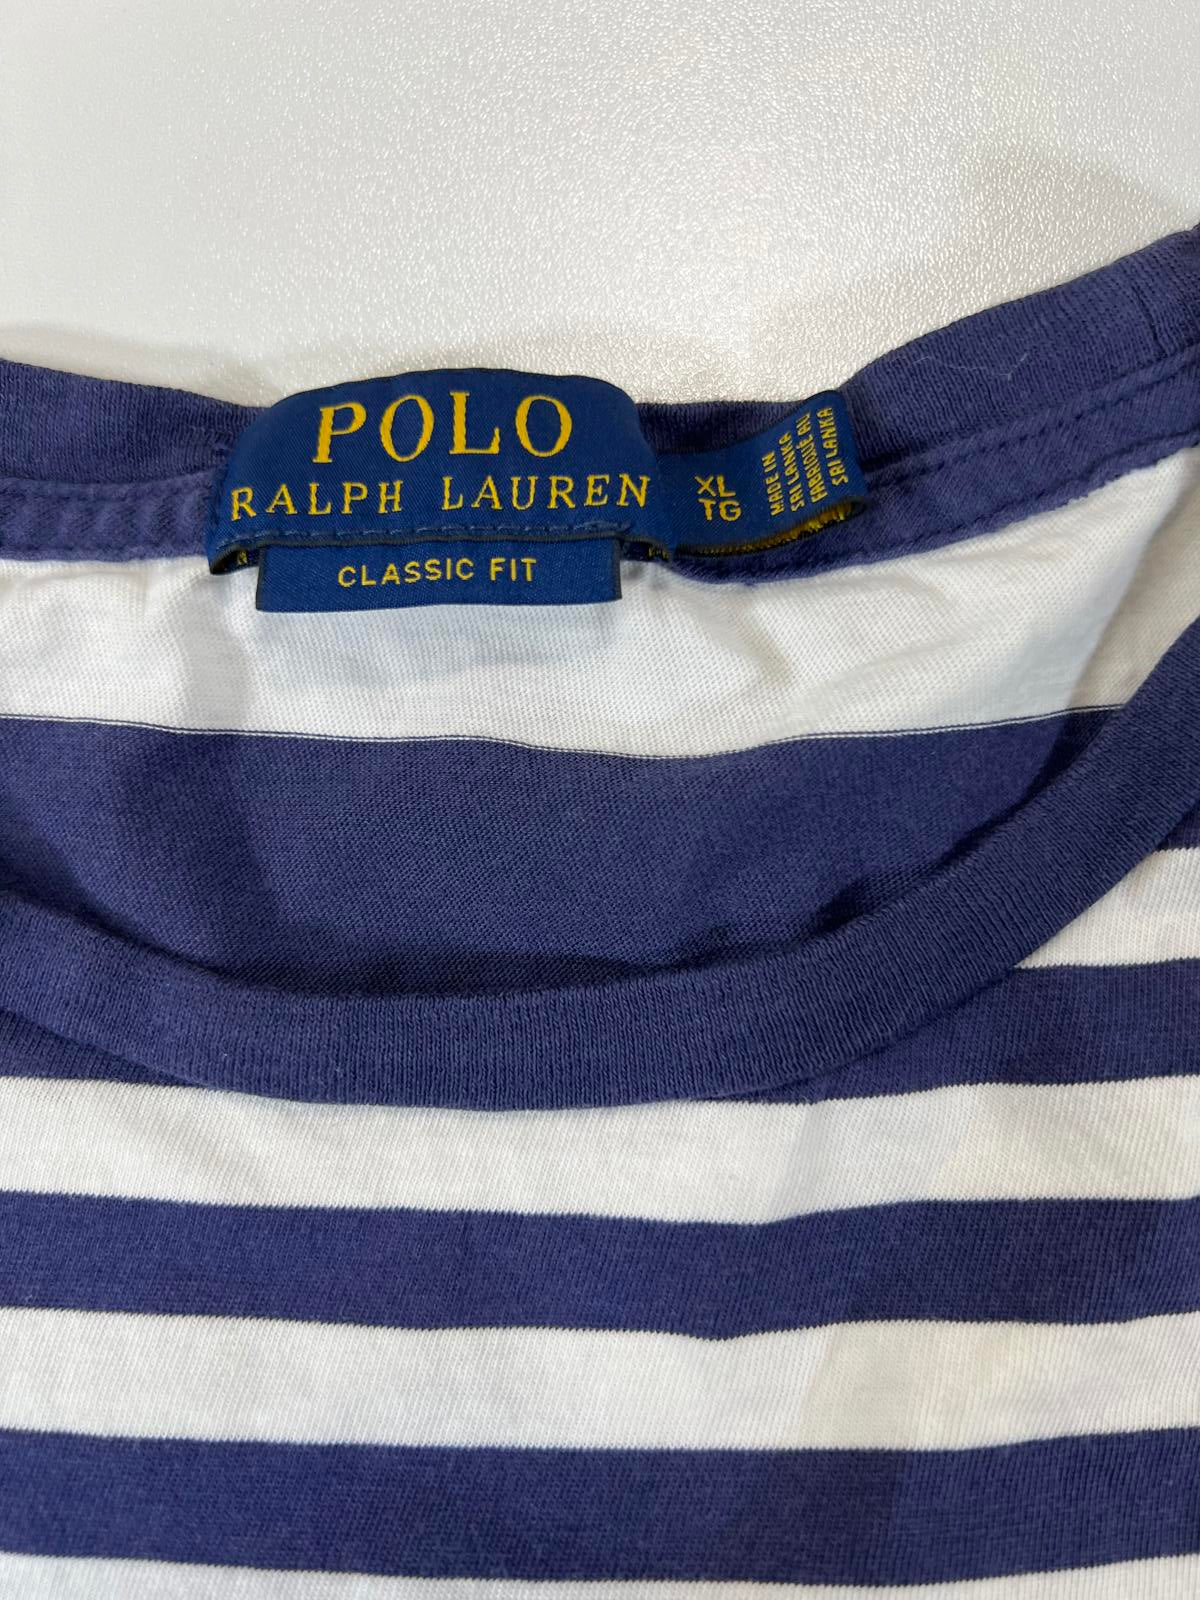 POLO
RALPH LAUREN
CLASSIC FIT
XL
TG
MADE IN
SRI LANKA
FABRIQUÉ AU
SRI LANKA